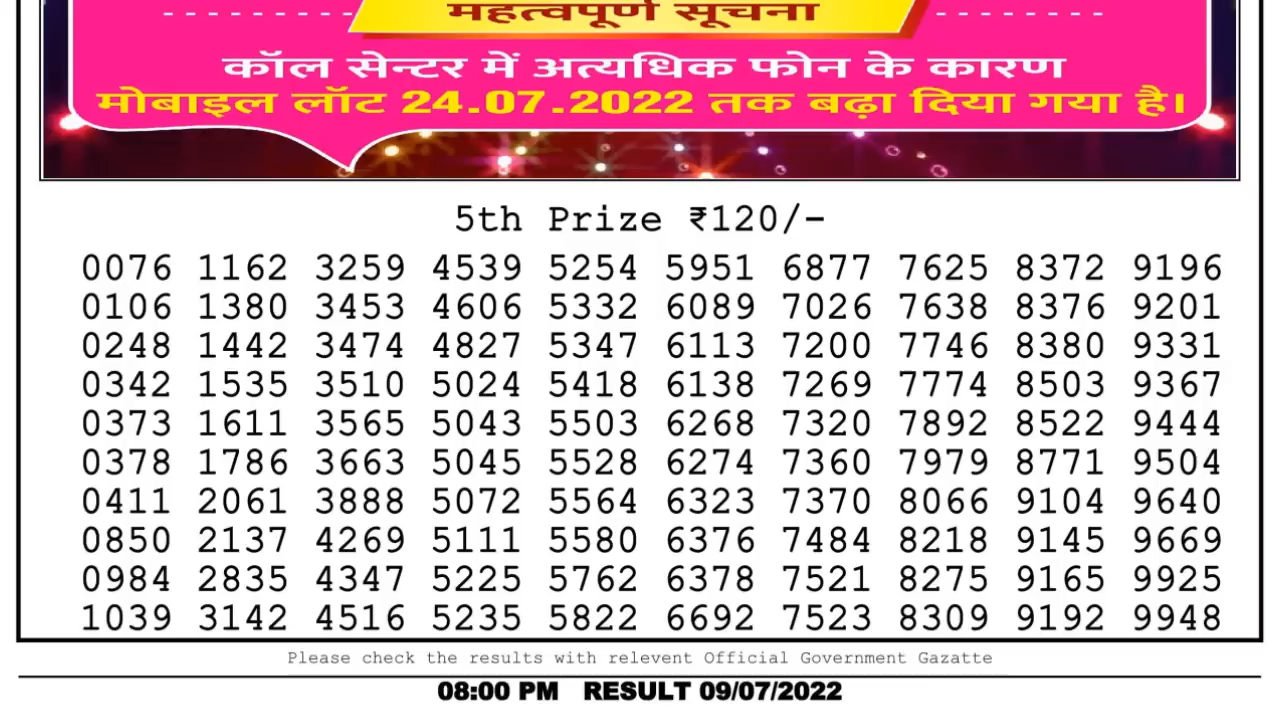 महत्वपूर्ण सूचना
कॉल सेन्टर में अत्यधिक फोन के कारण
मोबाइल लॉट 24.07.2022 तक बढ़ा दिया गया है।
5th Prize ₹120/-
0076 1162 3259 4539 5254 5951 6877 7625 8372 9196
0106 1380 3453 4606 5332 6089 7026 7638 8376 9201
0248 1442 3474 4827 5347 6113 7200 7746 8380 9331
0342 1535 3510 5024 5418 6138 7269 7774 8503 9367
0373 1611 3565 5043 5503 6268 7320 7892 8522 9444
0378 1786 3663 5045 5528 6274 7360 7979 8771 9504
0411 2061 3888 5072 5564 6323 7370 8066 9104 9640
0850 2137 4269 5111 5580 6376 7484 8218 9145 9669
0984 2835 4347 5225 5762 6378 7521 8275 9165 9925
1039 3142 4516 5235 5822 6692 7523 8309 9192 9948
Please check the results with relevent Official Government Gazatte
08:00 PM RESULT 09/07/2022